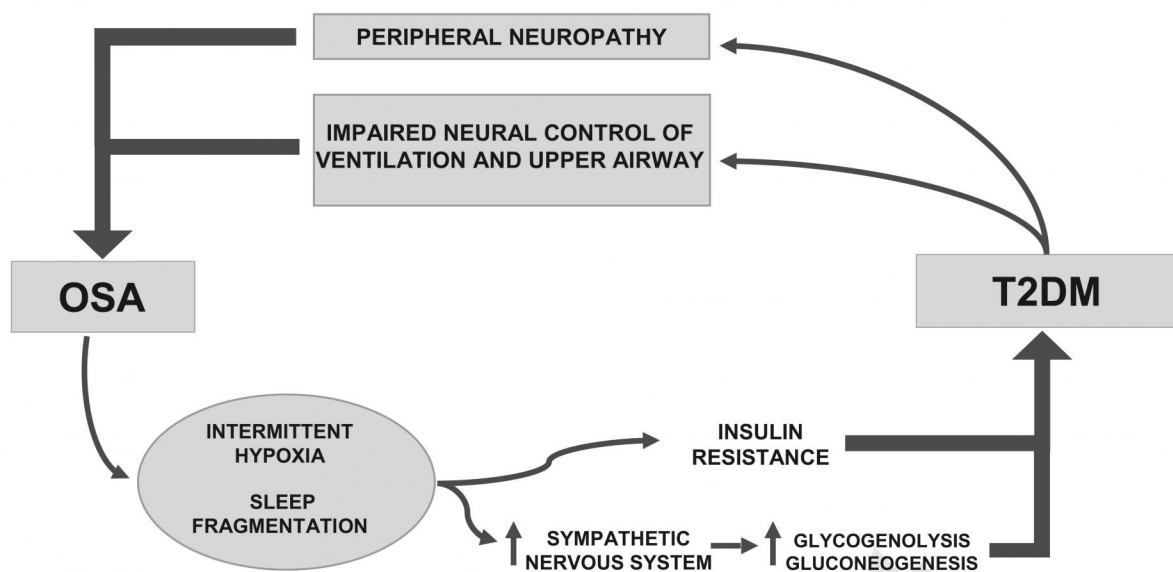 PERIPHERAL NEUROPATHY
IMPAIRED NEURAL CONTROL OF
VENTILATION AND UPPER AIRWAY
OSA
T2DM
INTERMITTENT
HYPOXIA
SLEEP
FRAGMENTATION
INSULIN
RESISTANCE
SYMPATHETIC
NERVOUS SYSTEM
GLYCOGENOLYSIS
GLUCONEOGENESIS